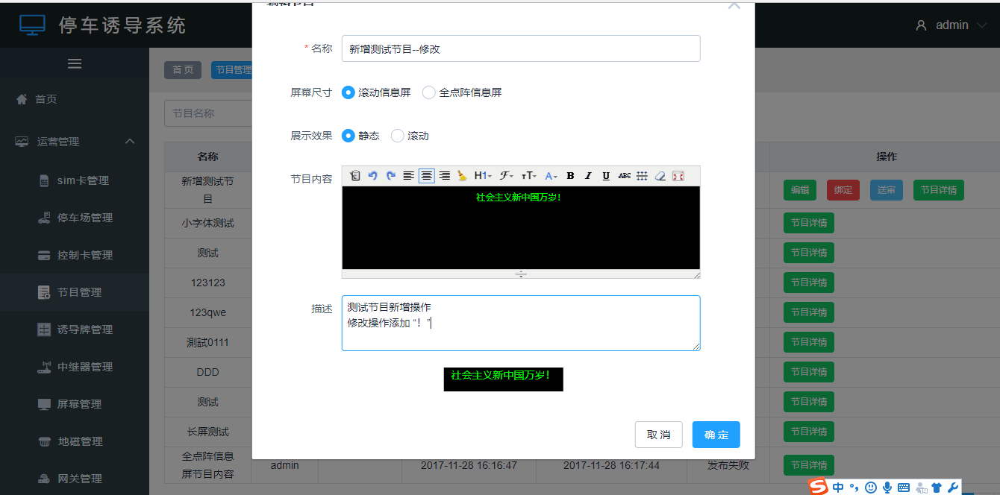 停车诱导系统
admin
编辑节目
首页
节目管理
* 名称
新增测试节目--修改
屏幕尺寸
滚动信息屏
全点阵信息屏
展示效果
静态
滚动
节目内容
H1
F
тT
A
B
I
U
ABC
社会主义新中国万岁！
描述
测试节目新增操作
修改操作添加 “！”
社会主义新中国万岁！
取 消
确 定
首页
运营管理
sim卡管理
停车场管理
控制卡管理
节目管理
诱导牌管理
中继器管理
屏幕管理
地磁管理
网关管理
节目名称
名称
操作
新增测试节
目
编辑
绑定
送审
节目详情
小字体测试
节目详情
测试
节目详情
123123
节目详情
123qwe
节目详情
測試0111
节目详情
DDD
节目详情
测试
节目详情
长屏测试
节目详情
全点阵信息
屏节目内容
admin
2017-11-28 16:16:47
2017-11-28 16:17:44
发布失败
节目详情
S
中